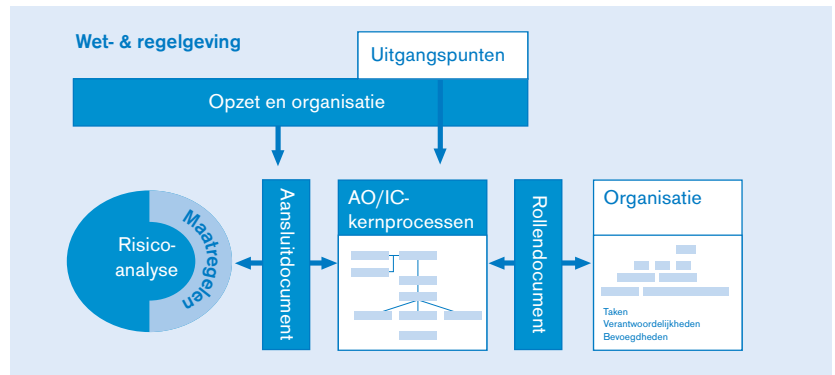 Wet- & regelgeving
Uitgangspunten
Opzet en organisatie
Risico-
analyse
Maatregelen
Aansluitdocument
AO/IC-
kernprocessen
Rollendocument
Organisatie
Taken
Verantwoordelijkheden
Bevoegdheden